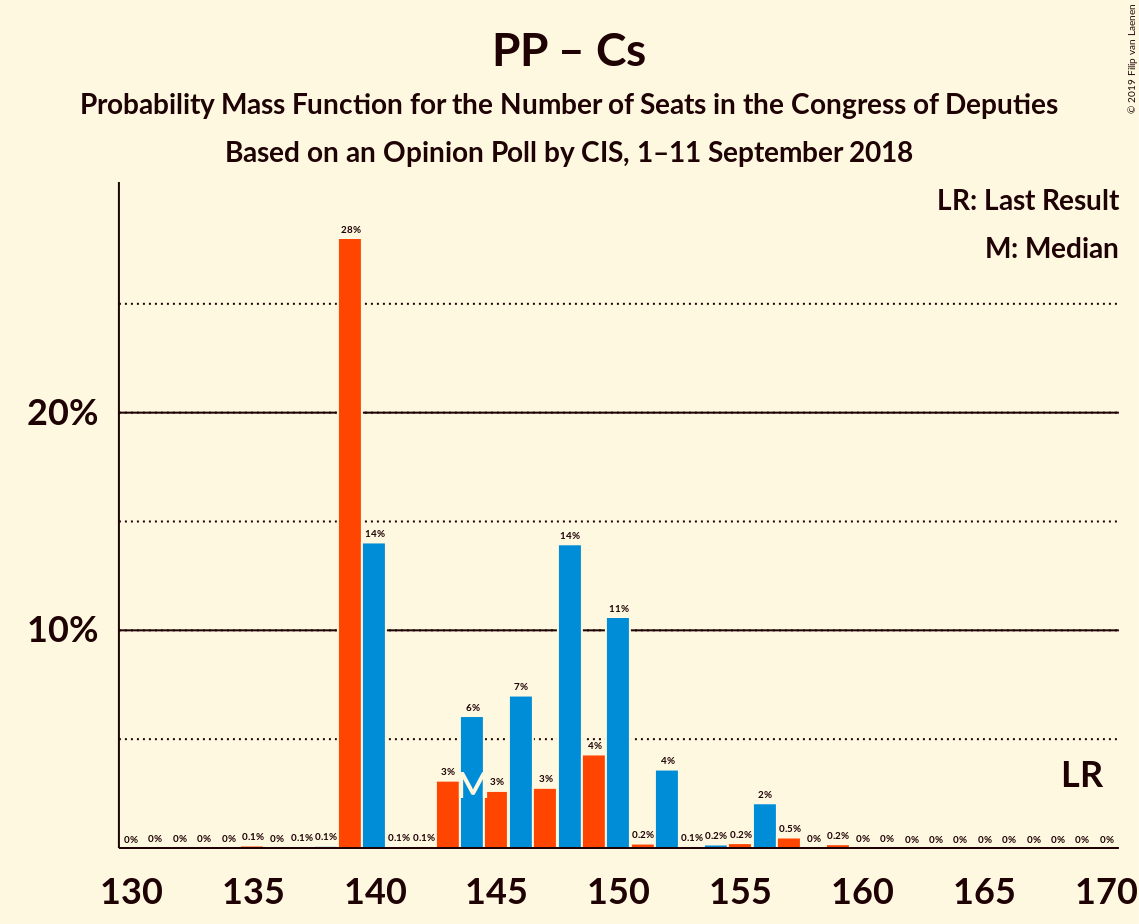 © 2019 Filip van Laenen
PP – Cs
Probability Mass Function for the Number of Seats in the Congress of Deputies
Based on an Opinion Poll by CIS, 1–11 September 2018
LR: Last Result
M: Median
28%
20%
14%
14%
11%
10%
7%
6%
4%
LR
3%
M
3%
3%
4%
2%
0% 0% 0% 0% 0% 0.1% 0% 0.1% 0.1% 0.1% 0.1% 0.2% 0.1% 0.2% 0.2% 0.5% 0% 0.2% 0% 0% 0% 0% 0% 0% 0% 0% 0% 0% 0%
130 135 140 145 150 155 160 165 170